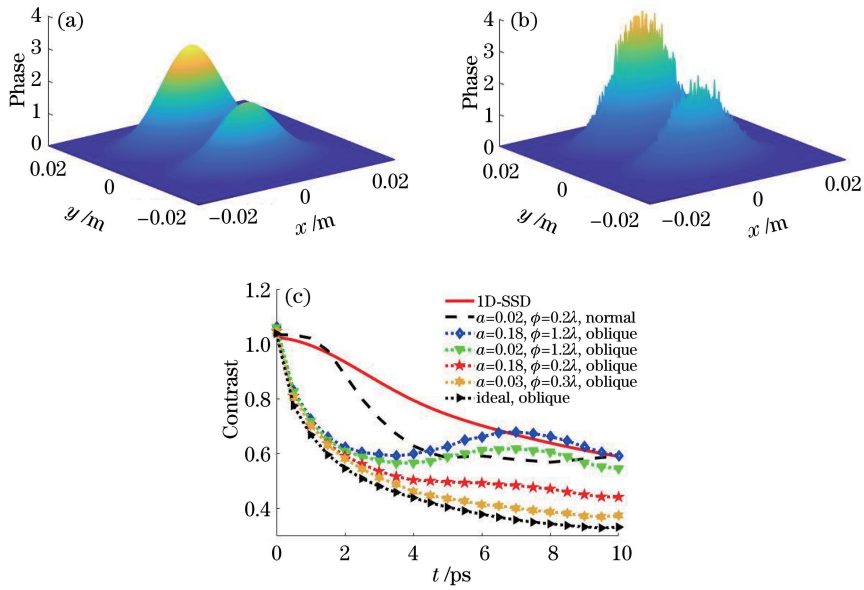 (a)
Phase
4
3
2
1
0
0.02
0
−0.02
y /m
−0.02
0
0.02
x /m
(b)
Phase
4
3
2
1
0
0.02
0
−0.02
y /m
−0.02
0
0.02
x /m
(c)
Contrast
1.2
1.0
0.8
0.6
0.4
0 2 4 6 8 10
t /ps
1D-SSD
a=0.02, ϕ=0.2λ, normal
a=0.18, ϕ=1.2λ, oblique
a=0.02, ϕ=1.2λ, oblique
a=0.18, ϕ=0.2λ, oblique
a=0.03, ϕ=0.3λ, oblique
ideal, oblique